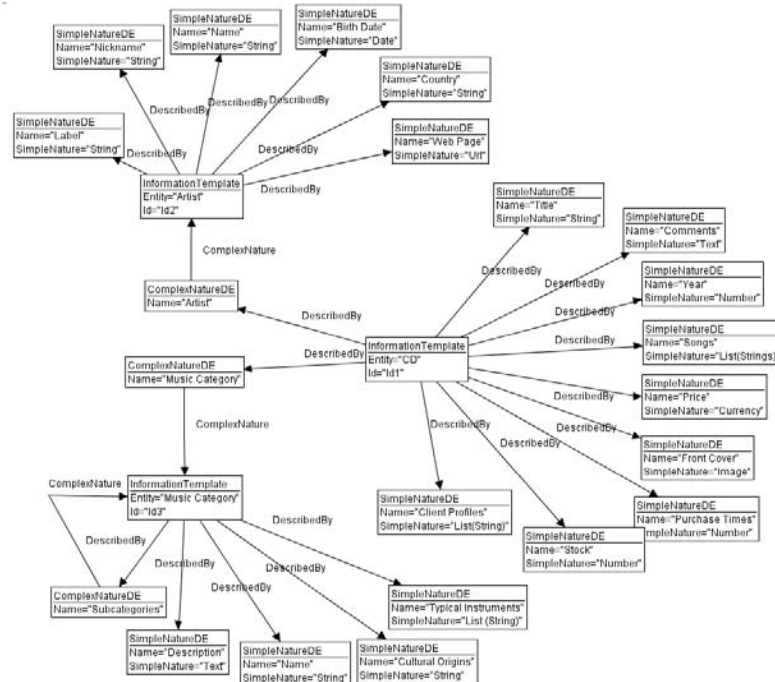 SimpleNatureDE
Name="Nickname"
SimpleNature="String"
SimpleNatureDE
Name="Name"
SimpleNature="String"
SimpleNatureDE
Name="Birth Date"
SimpleNature="Date"
SimpleNatureDE
Name="Country"
SimpleNature="String"
SimpleNatureDE
Name="Label"
SimpleNature="String"
SimpleNatureDE
Name="Web Page"
SimpleNature="Url"
DescribedBy
DescribedBy
DescribedBy
DescribedBy
DescribedBy
InformationTemplate
Entity="Artist"
Id="Id2"
ComplexNature
ComplexNatureDE
Name="Artist"
DescribedBy
SimpleNatureDE
Name="Title"
SimpleNature="String"
SimpleNatureDE
Name="Comments"
SimpleNature="Text"
SimpleNatureDE
Name="Year"
SimpleNature="Number"
SimpleNatureDE
Name="Songs"
SimpleNature="List(Strings)
SimpleNatureDE
Name="Price"
SimpleNature="Currency"
SimpleNatureDE
Name="Front Cover"
SimpleNature="Image"
SimpleNatureDE
Name="Purchase Times"
impleNature="Number"
DescribedBy
DescribedBy
DescribedBy
DescribedBy
DescribedBy
DescribedBy
DescribedBy
DescribedBy
DescribedBy
InformationTemplate
Entity="CD"
Id="Id1"
DescribedBy
ComplexNatureDE
Name="Music Category"
ComplexNature
SimpleNatureDE
Name="Client Profiles"
SimpleNature="List(String)"
SimpleNatureDE
Name="Stock"
SimpleNature="Number"
ComplexNature
InformationTemplate
Entity="Music Category"
Id="Id3"
DescribedBy
DescribedBy
DescribedBy
DescribedBy
DescribedBy
ComplexNatureDE
Name="Subcategories"
SimpleNatureDE
Name="Typical Instruments"
SimpleNature="List (String)"
SimpleNatureDE
Name="Description"
SimpleNature="Text"
SimpleNatureDE
Name="Name"
SimpleNature="String"
SimpleNatureDE
Name="Cultural Origins"
SimpleNature="String"